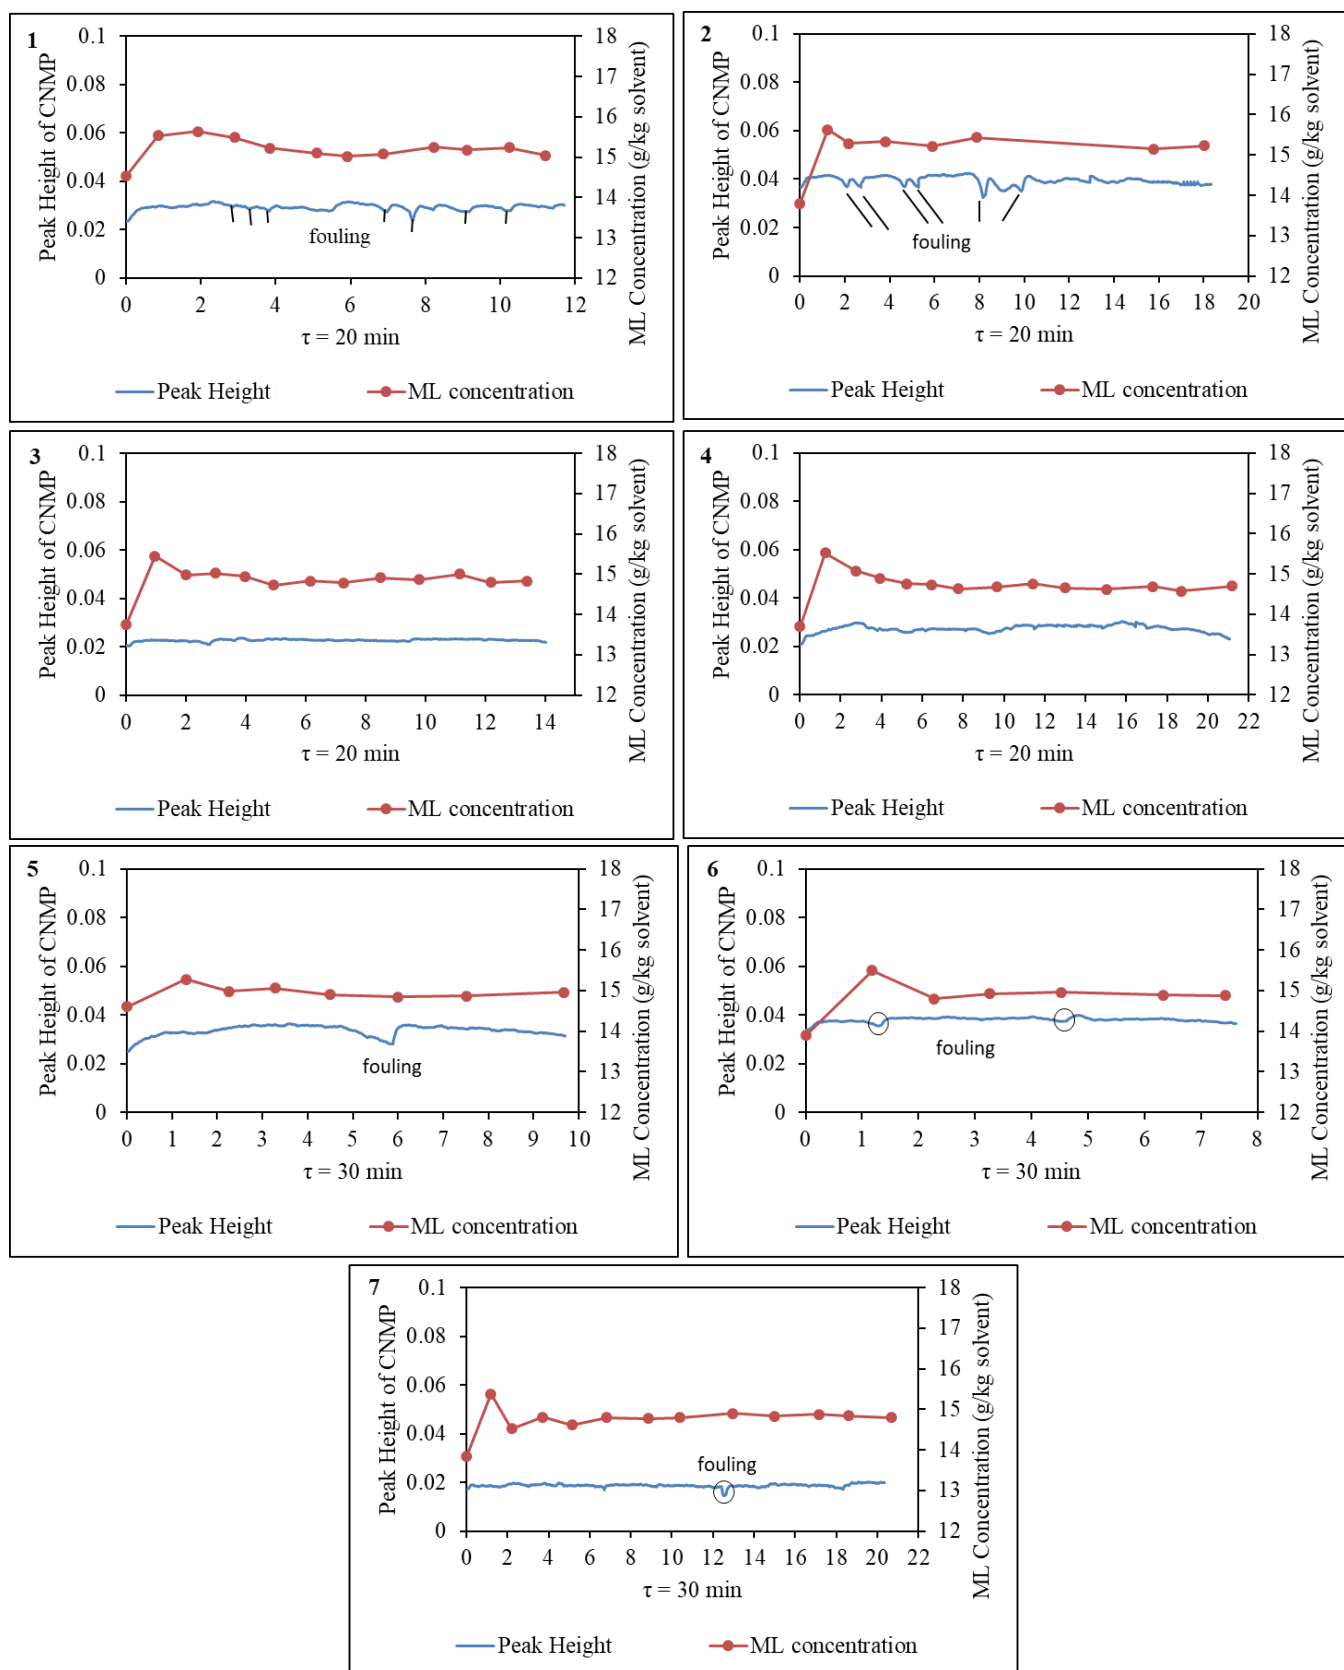 1
Peak Height of CNMP
0.1
0.08
0.06
0.04
0.02
0
18
17
16
15
14
13
12
ML Concentration (g/kg solvent)
fouling
0 2 4 6 8 10 12
τ = 20 min
Peak Height ML concentration
2
Peak Height of CNMP
0.1
0.08
0.06
0.04
0.02
0
18
17
16
15
14
13
12
ML Concentration (g/kg solvent)
fouling
0 2 4 6 8 10 12 14 16 18 20
τ = 20 min
Peak Height ML concentration
3
Peak Height of CNMP
0.1
0.08
0.06
0.04
0.02
0
18
17
16
15
14
13
12
ML Concentration (g/kg solvent)
0 2 4 6 8 10 12 14
τ = 20 min
Peak Height ML concentration
4
Peak Height of CNMP
0.1
0.08
0.06
0.04
0.02
0
18
17
16
15
14
13
12
ML Concentration (g/kg solvent)
0 2 4 6 8 10 12 14 16 18 20 22
τ = 20 min
Peak Height ML concentration
5
Peak Height of CNMP
0.1
0.08
0.06
0.04
0.02
0
18
17
16
15
14
13
12
ML Concentration (g/kg solvent)
fouling
0 1 2 3 4 5 6 7 8 9 10
τ = 30 min
Peak Height ML concentration
6
Peak Height of CNMP
0.1
0.08
0.06
0.04
0.02
0
18
17
16
15
14
13
12
ML Concentration (g/kg solvent)
fouling
0 1 2 3 4 5 6 7 8
τ = 30 min
Peak Height ML concentration
7
Peak Height of CNMP
0.1
0.08
0.06
0.04
0.02
0
18
17
16
15
14
13
12
ML Concentration (g/kg solvent)
fouling
0 2 4 6 8 10 12 14 16 18 20 22
τ = 30 min
Peak Height ML concentration